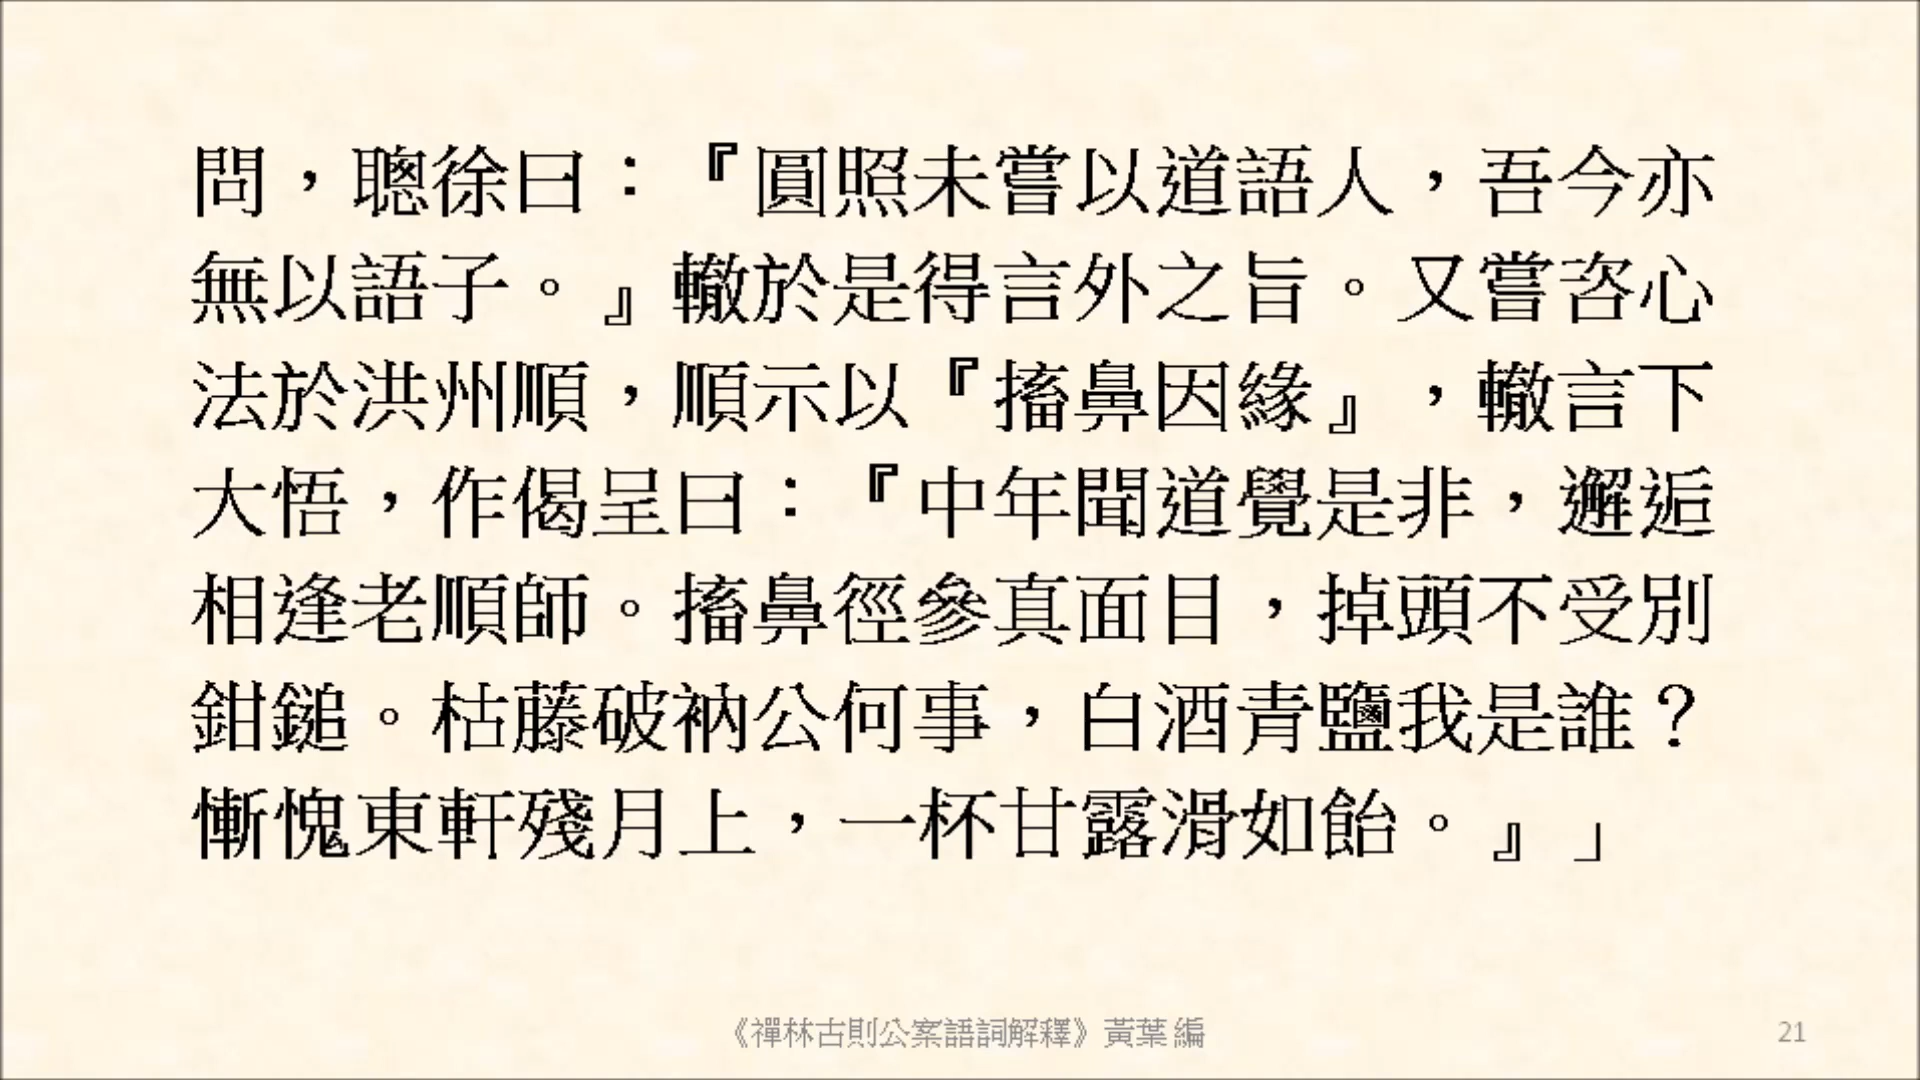 問，聰徐曰：『圓照未嘗以道語人，吾今亦
無以語子。』轍於是得言外之旨。又嘗咨心
法於洪州順，順示以『搐鼻因緣』，轍言下
大悟，作偈呈曰：『中年聞道覺是非，邂逅
相逢老順師。搐鼻徑參真面目，掉頭不受別
鉗鎚。枯藤破衲公何事，白酒青鹽我是誰？
慚愧東軒殘月上，一杯甘露滑如飴。』」
《禪林古則公案語詞解釋》黃葉 編
21